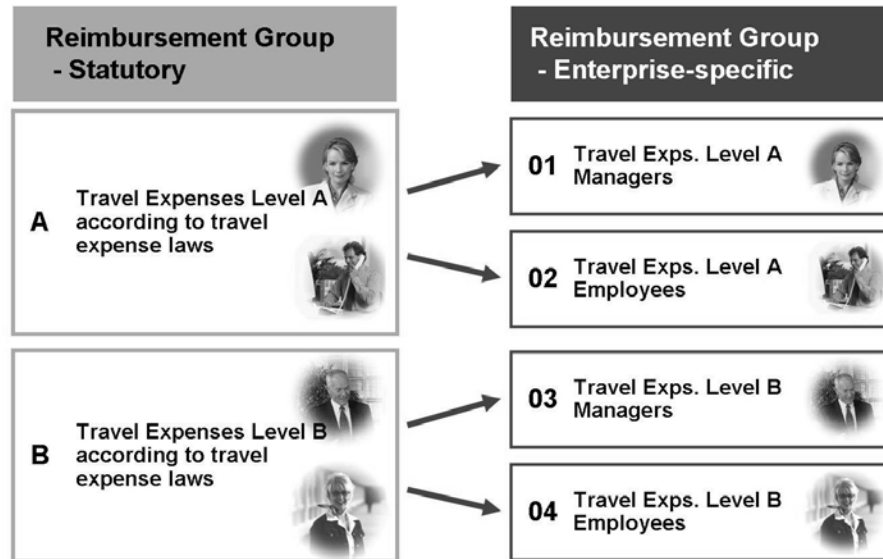 Reimbursement Group
- Statutory
Reimbursement Group
- Enterprise-specific
A
Travel Expenses Level A
according to travel
expense laws
01
Travel Exps. Level A
Managers
02
Travel Exps. Level A
Employees
B
Travel Expenses Level B
according to travel
expense laws
03
Travel Exps. Level B
Managers
04
Travel Exps. Level B
Employees